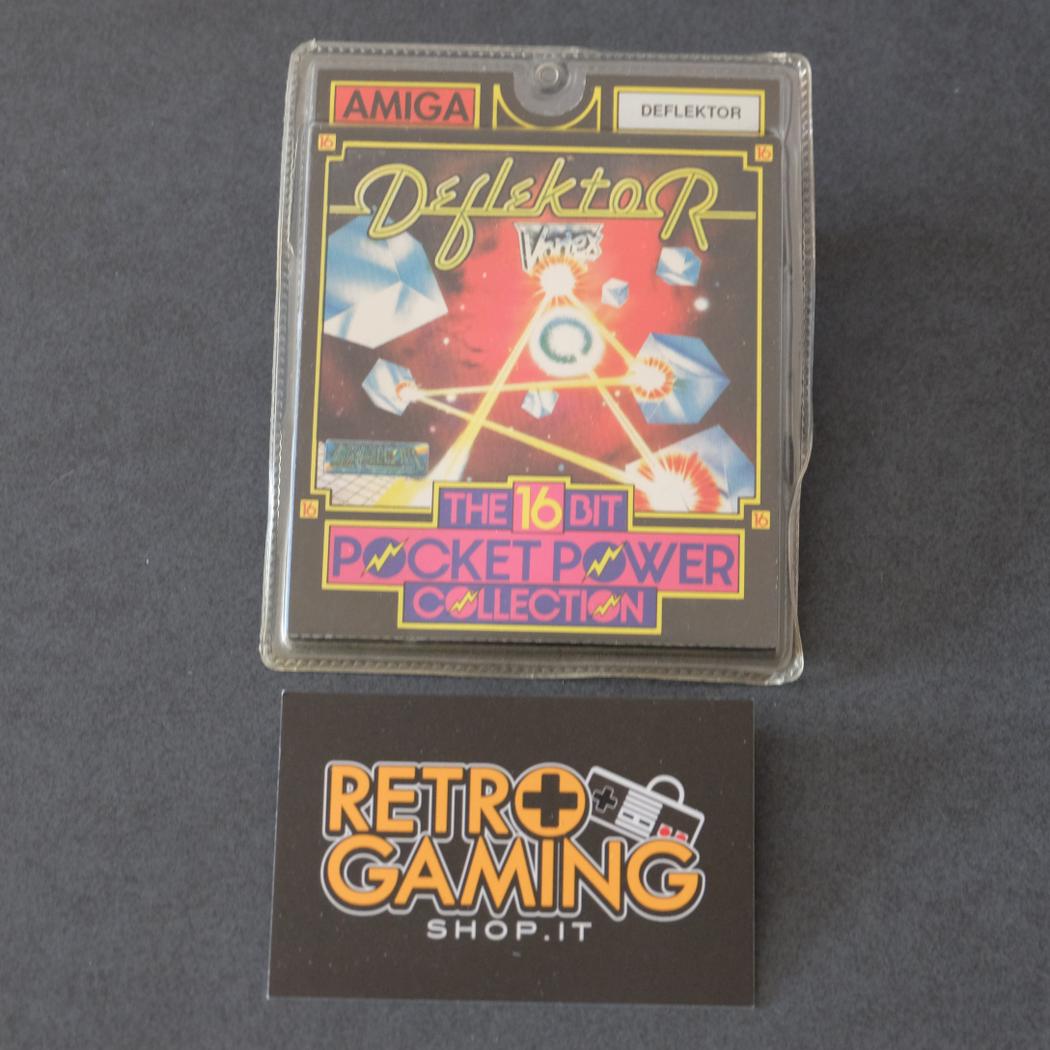 AMIGA
DEFLEKTOR
16
16
DeflektoR
Vortex
16
16
THE 16 BIT
POCKET POWER
COLLECTION
RETRO
GAMING
SHOP.IT